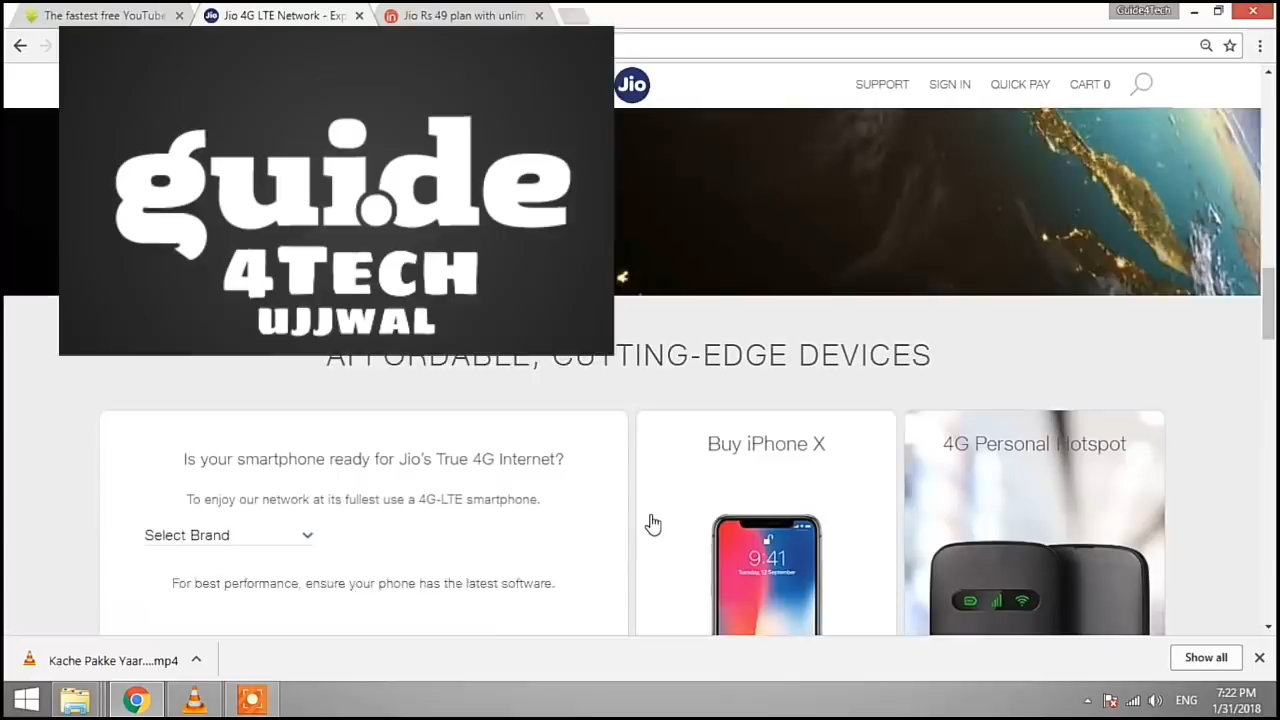 The fastest free YouTube
Jio 4G LTE Network - Exp
Jio Rs 49 plan with unlim
Guide4Tech
Jio
SUPPORT
SIGN IN
QUICK PAY
CART 0
guide
4TECH
UJJWAL
AFFORDABLE, CUTTING-EDGE DEVICES
Is your smartphone ready for Jio's True 4G Internet?
To enjoy our network at its fullest use a 4G-LTE smartphone.
Select Brand
For best performance, ensure your phone has the latest software.
Buy iPhone X
9:41
Tuesday, 12 September
4G Personal Hotspot
Kache Pakke Yaar....mp4
Show all
ENG
7:22 PM
1/31/2018